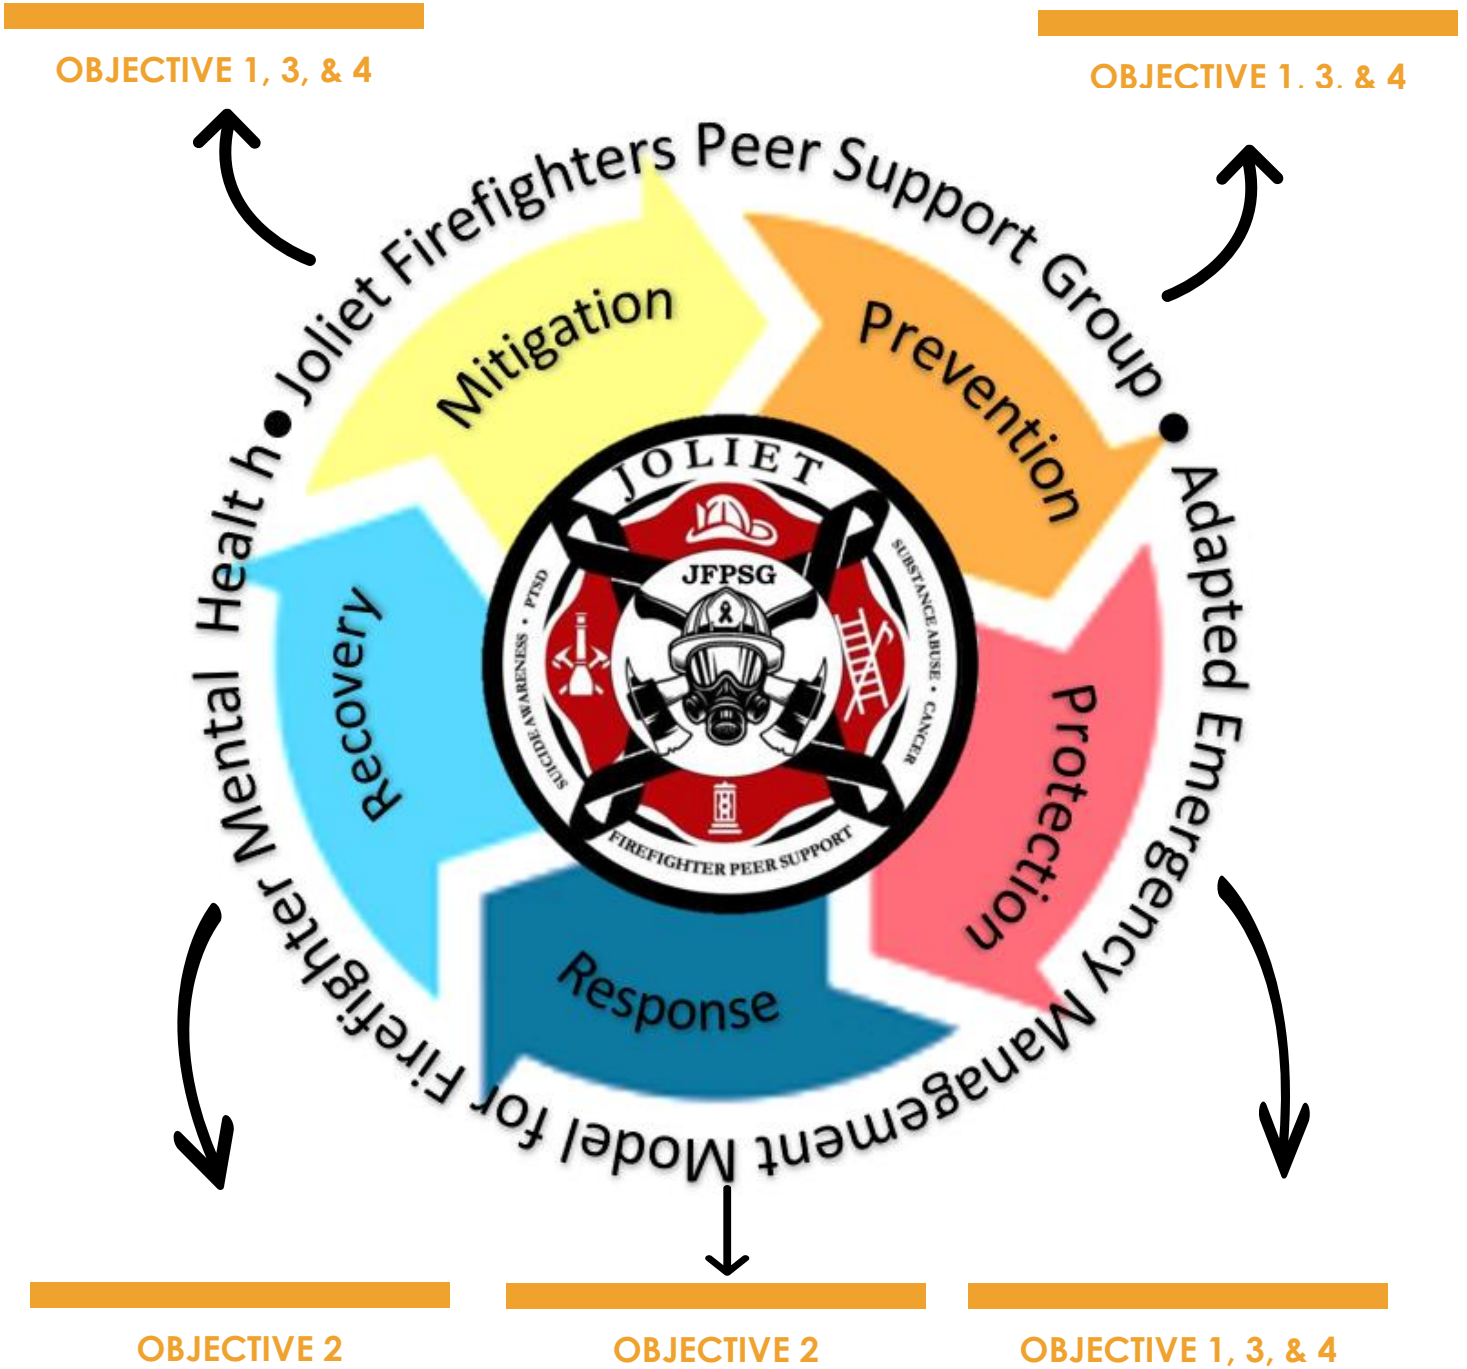 OBJECTIVE 1, 3, & 4
OBJECTIVE 1, 3, & 4
Joliet Firefighters Peer Support Group • Adapted Emergency Management Model for Firefighter Mental Health •
Mitigation
Prevention
Protection
Response
Recovery
JOLIET
JFPSG
SUICIDE AWARENESS • PTSD
SUBSTANCE ABUSE • CANCER
FIREFIGHTER PEER SUPPORT
OBJECTIVE 2
OBJECTIVE 2
OBJECTIVE 1, 3, & 4